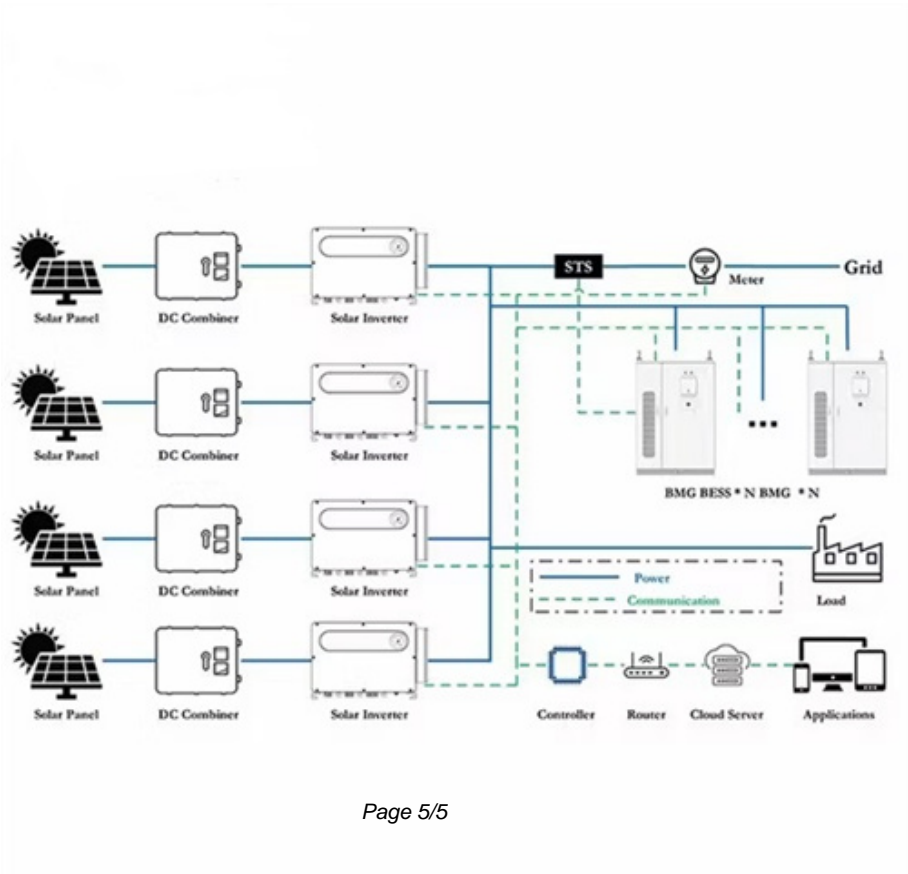 STS
Meter
Grid
Solar Panel DC Combiner Solar Inverter
Solar Panel DC Combiner Solar Inverter
BMG BESS * N BMG * N
Solar Panel DC Combiner Solar Inverter
Power
Communication
Load
Solar Panel DC Combiner Solar Inverter
Controller Router Cloud Server Applications
Page 5/5